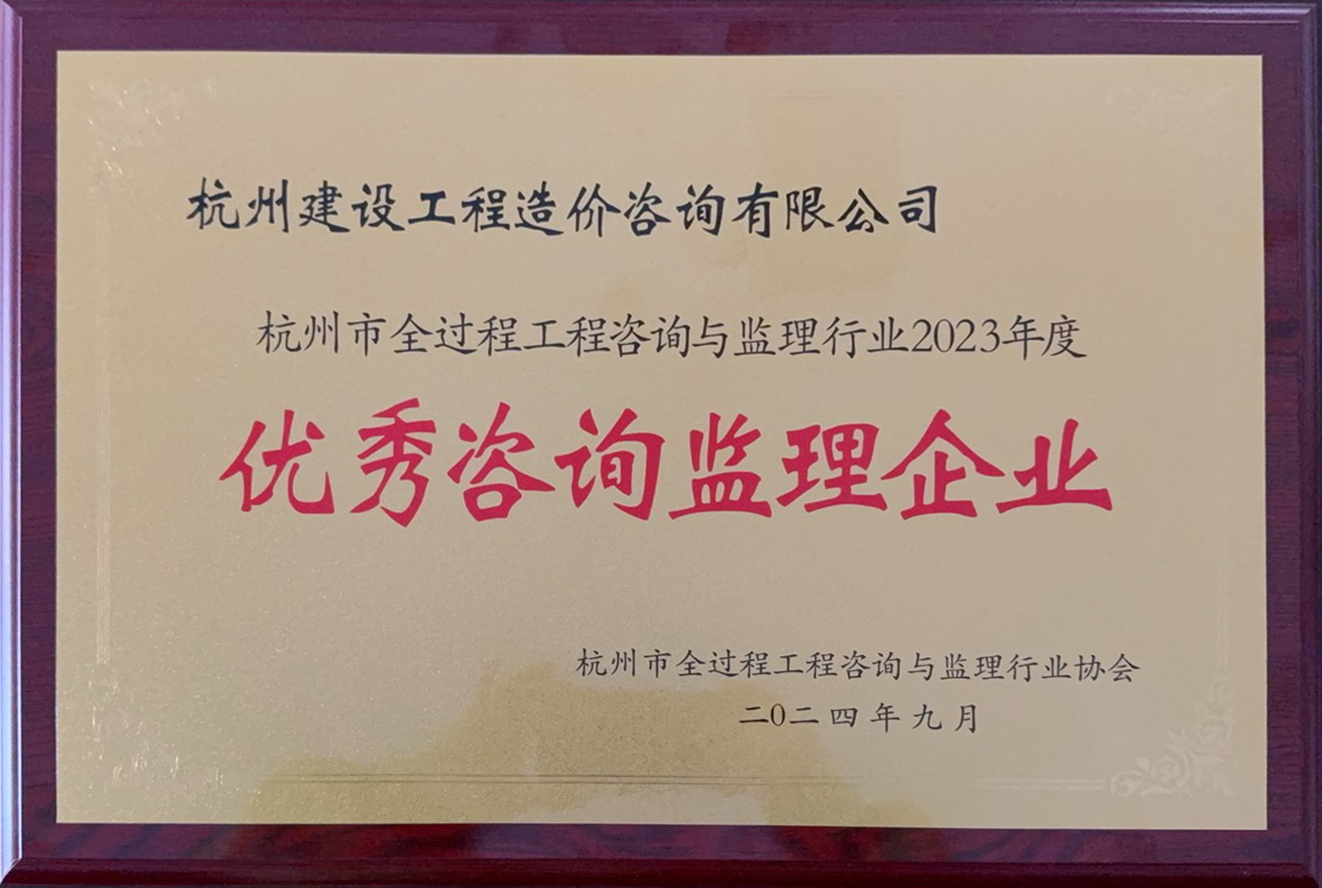 杭州建设工程造价咨询有限公司
杭州市全过程工程咨询与监理行业2023年度
优秀咨询监理企业
杭州市全过程工程咨询与监理行业协会
二0二四年九月